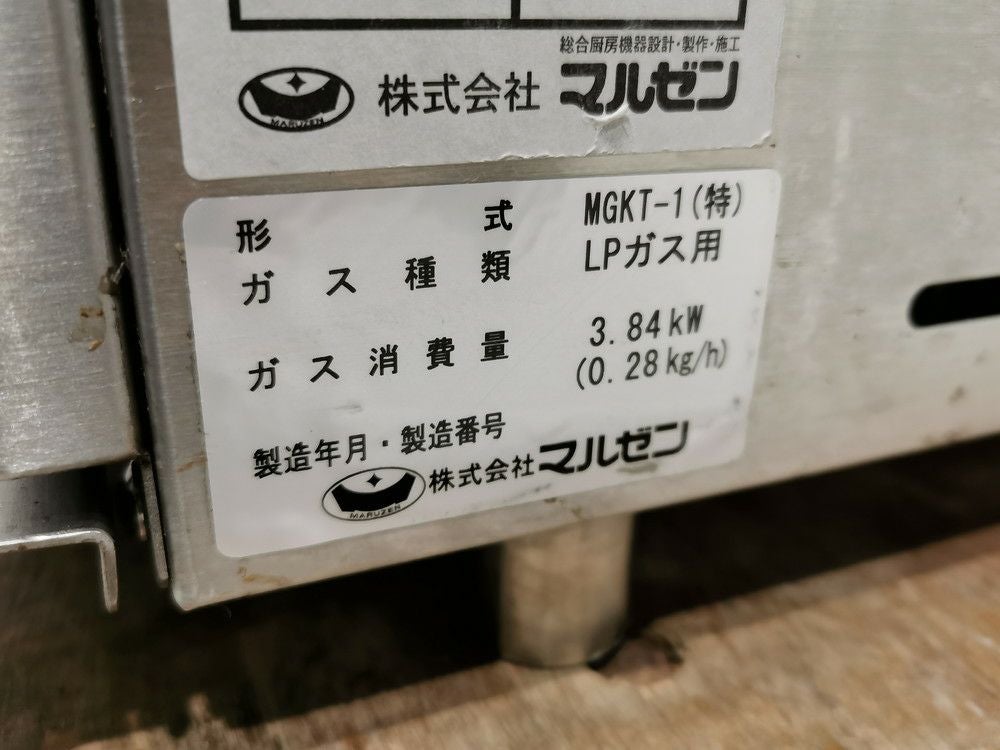 総合厨房機器設計・製作・施工
MARUZEN 株式会社 マルゼン
形式 MGKT-1(特)
ガス種類 LPガス用
ガス消費量 3.84kW
(0.28kg/h)
製造年月・製造番号
MARUZEN 株式会社マルゼン